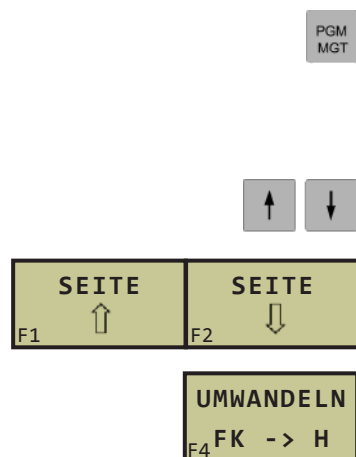 PGM
MGT
SEITE SEITE
F1 F2
UMWANDELN
F4 FK -> H